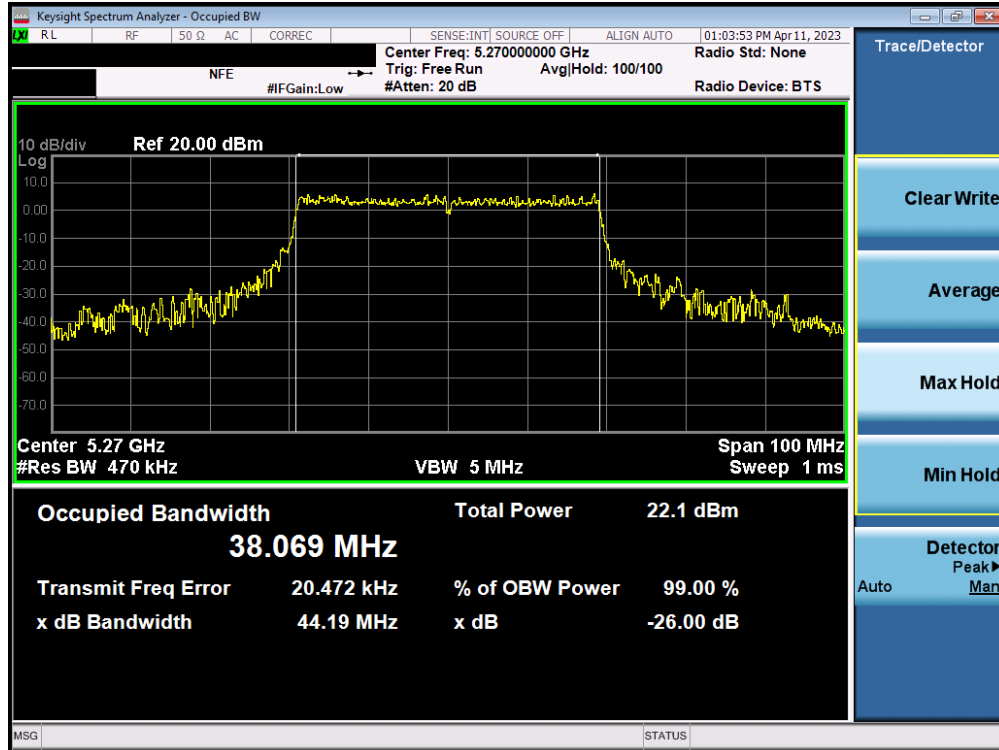 Keysight Spectrum Analyzer - Occupied BW
LXI RL RF 50 Ω AC CORREC SENSE:INT SOURCE OFF ALIGN AUTO 01:03:53 PM Apr 11, 2023
Center Freq: 5.270000000 GHz Radio Std: None
NFE Trig: Free Run Avg|Hold: 100/100
#IFGain:Low #Atten: 20 dB Radio Device: BTS
Trace/Detector
10 dB/div Ref 20.00 dBm
Log
10.0
0.00
-10.0
-20.0
-30.0
-40.0
-50.0
-60.0
-70.0
Center 5.27 GHz Span 100 MHz
#Res BW 470 kHz VBW 5 MHz Sweep 1 ms
Occupied Bandwidth Total Power 22.1 dBm
38.069 MHz
Transmit Freq Error 20.472 kHz % of OBW Power 99.00 %
x dB Bandwidth 44.19 MHz x dB -26.00 dB
Clear Write
Average
Max Hold
Min Hold
Detector
Peak▶
Auto Man
MSG STATUS